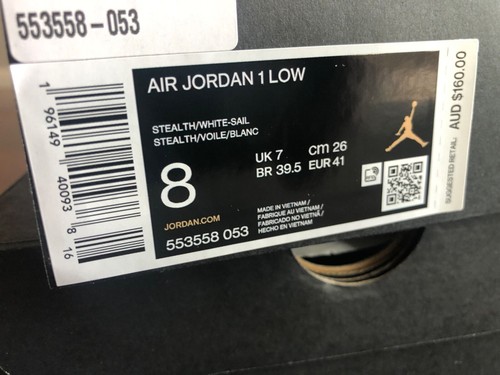 553558-053
AIR JORDAN 1 LOW
STEALTH/WHITE-SAIL
STEALTH/VOILE/BLANC
8
UK 7 CM 26
BR 39.5 EUR 41
JORDAN.COM
553558 053
MADE IN VIETNAM /
FABRIQUE AU VIETNAM /
FABRICADO NO VIETNÃ /
HECHO EN VIETNAM
SUGGESTED RETAIL:
AUD $160.00
1 96149 40093 8 16